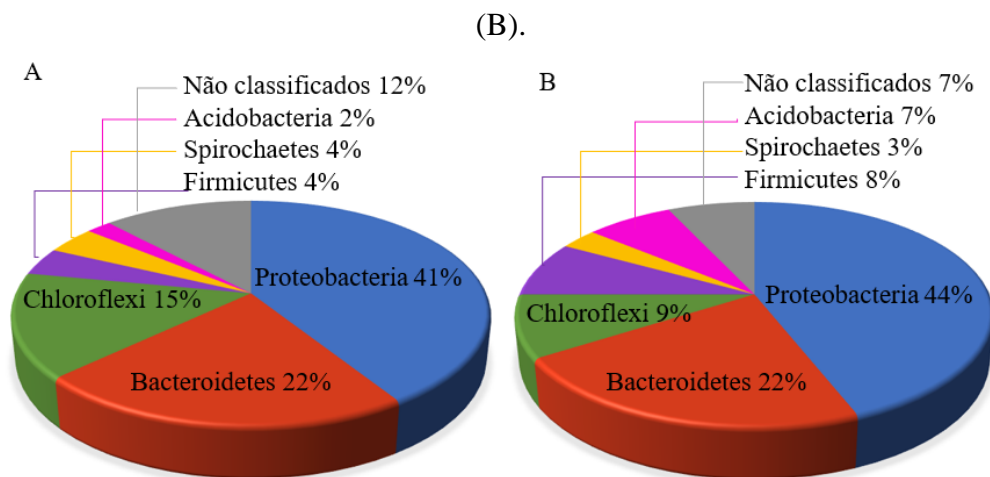 (B).
A
Não classificados 12%
Acidobacteria 2%
Spirochaetes 4%
Firmicutes 4%
Proteobacteria 41%
Chloroflexi 15%
Bacteroidetes 22%
B
Não classificados 7%
Acidobacteria 7%
Spirochaetes 3%
Firmicutes 8%
Proteobacteria 44%
Chloroflexi 9%
Bacteroidetes 22%